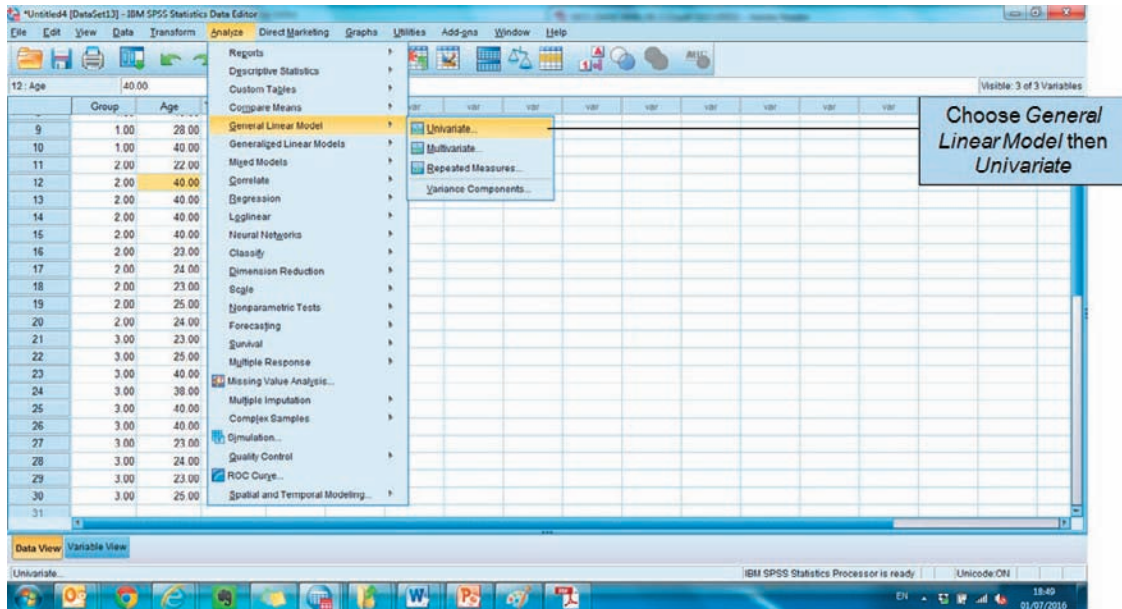 *Untitled4 [DataSet13] - IBM SPSS Statistics Data Editor
File Edit View Data Transform Analyze Direct Marketing Graphs Utilities Add-ons Window Help
12 : Age 40.00 Visible: 3 of 3 Variables
Group Age var var var var var var var var var
9 1.00 28.00
10 1.00 40.00
11 2.00 22.00
12 2.00 40.00
13 2.00 40.00
14 2.00 40.00
15 2.00 40.00
16 2.00 23.00
17 2.00 24.00
18 2.00 23.00
19 2.00 25.00
20 2.00 24.00
21 3.00 23.00
22 3.00 25.00
23 3.00 40.00
24 3.00 38.00
25 3.00 40.00
26 3.00 40.00
27 3.00 23.00
28 3.00 24.00
29 3.00 23.00
30 3.00 25.00
31
Reports
Descriptive Statistics
Custom Tables
Compare Means
General Linear Model
Generalized Linear Models
Mixed Models
Correlate
Regression
Loglinear
Neural Networks
Classify
Dimension Reduction
Scale
Nonparametric Tests
Forecasting
Survival
Multiple Response
Missing Value Analysis...
Multiple Imputation
Complex Samples
Simulation...
Quality Control
ROC Curve...
Spatial and Temporal Modeling...
Univariate...
Multivariate...
Repeated Measures...
Variance Components...
Choose General
Linear Model then
Univariate
Data View Variable View
Univariate... IBM SPSS Statistics Processor is ready Unicode:ON
EN 18:49
01/07/2016